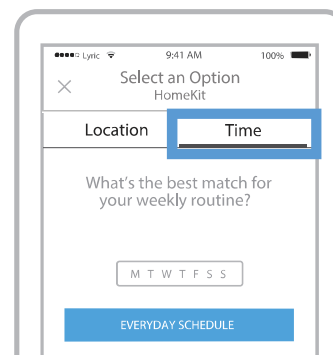 Lyric 9:41 AM 100%
Select an Option
HomeKit
Location Time
What's the best match for
your weekly routine?
M T W T F S S
EVERYDAY SCHEDULE